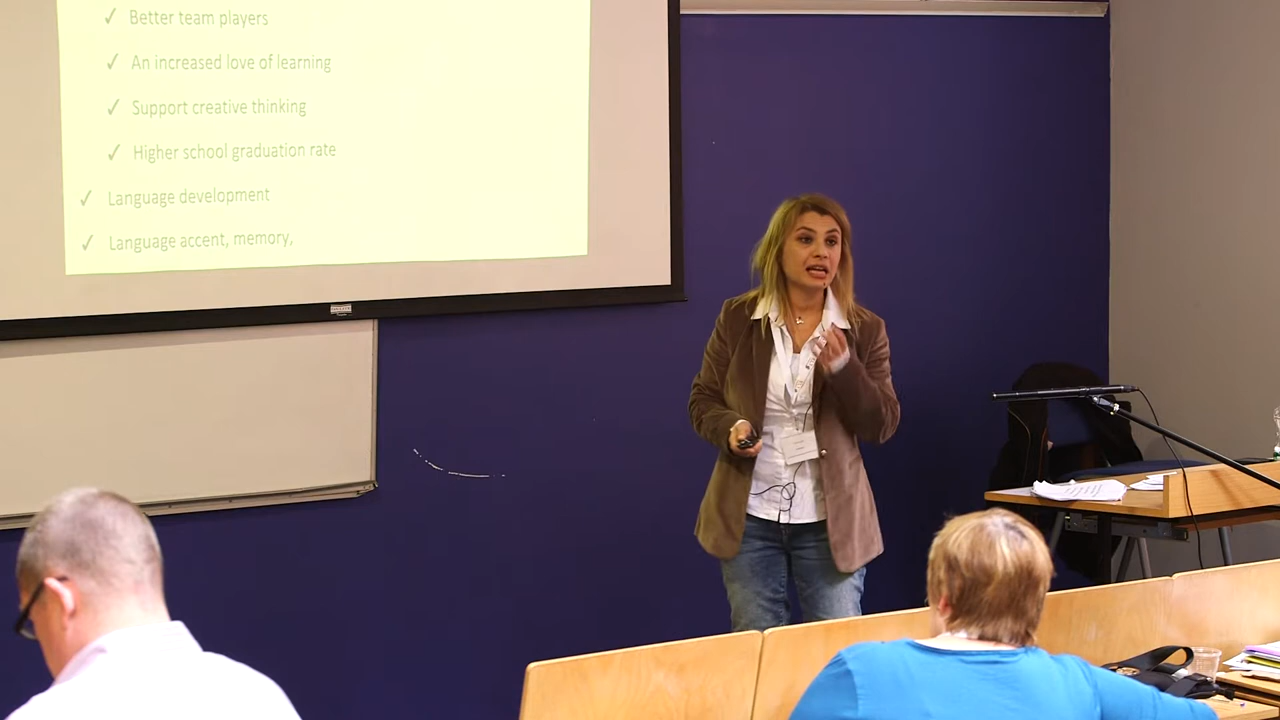 ✓ Better team players
✓ An increased love of learning
✓ Support creative thinking
✓ Higher school graduation rate
✓ Language development
✓ Language accent, memory,